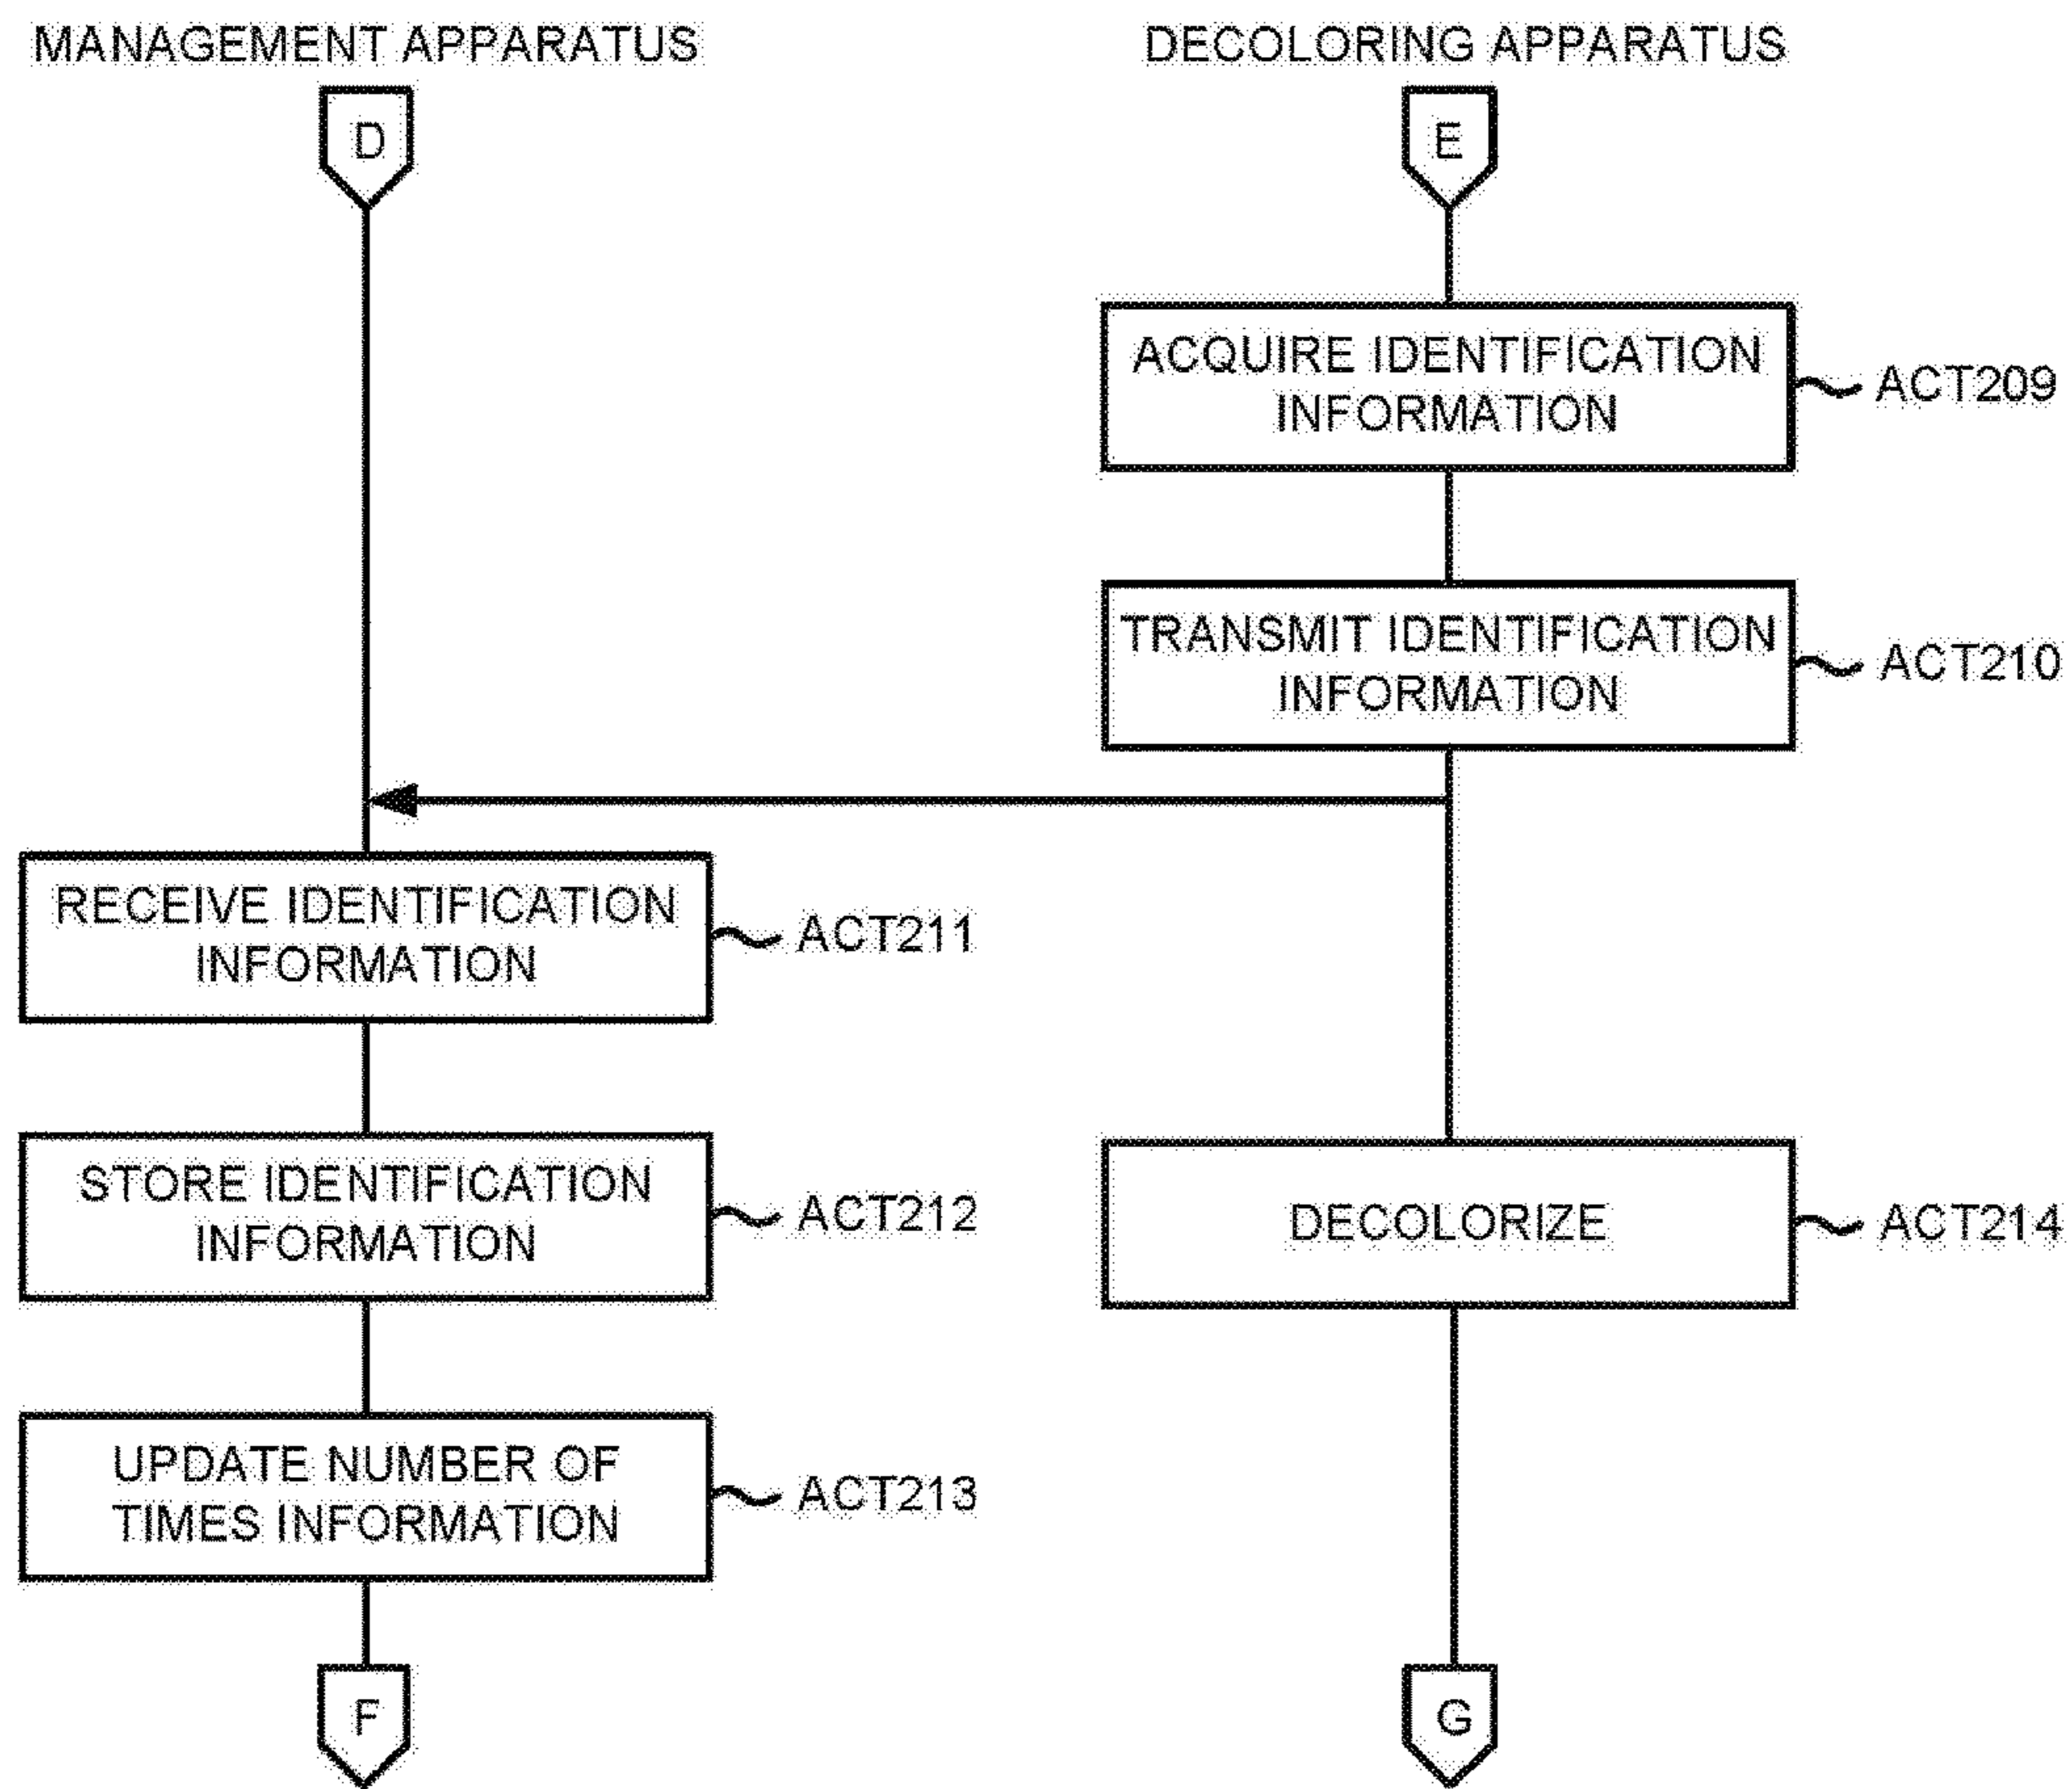 MANAGEMENT APPARATUS
DECOLORING APPARATUS
D
E
ACQUIRE IDENTIFICATION
INFORMATION
ACT209
TRANSMIT IDENTIFICATION
INFORMATION
ACT210
RECEIVE IDENTIFICATION
INFORMATION
ACT211
STORE IDENTIFICATION
INFORMATION
ACT212
DECOLORIZE
ACT214
UPDATE NUMBER OF
TIMES INFORMATION
ACT213
F
G